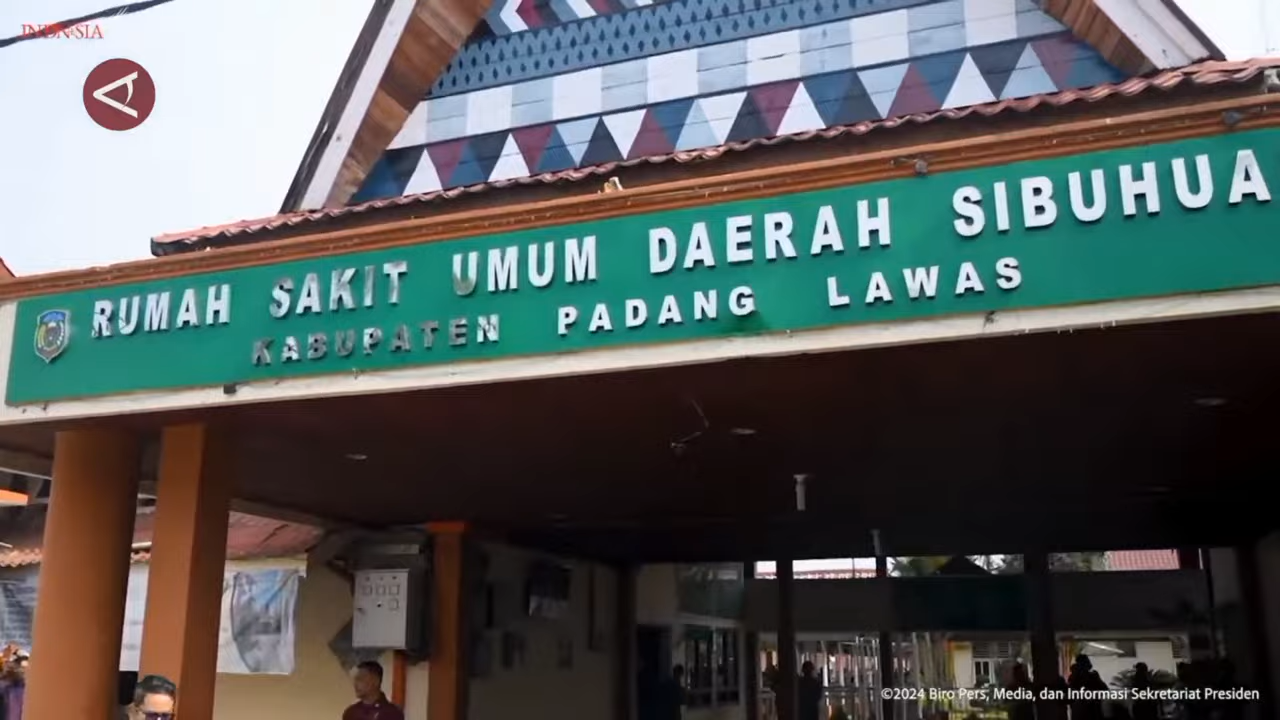 INDONESIA
RUMAH SAKIT UMUM DAERAH SIBUHUA
KABUPATEN PADANG LAWAS
©2024 Biro Pers, Media, dan Informasi Sekretariat Presiden